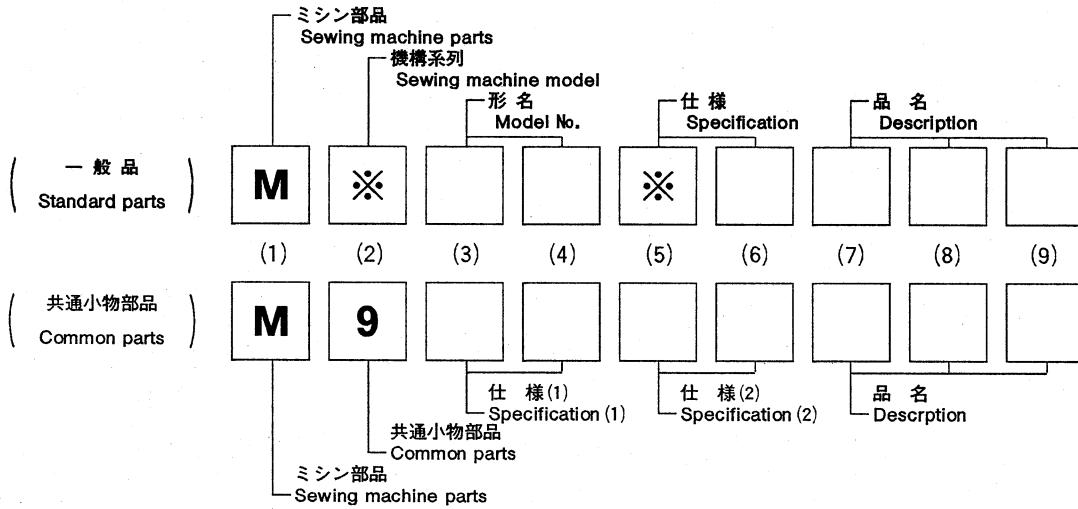 ミシン部品
Sewing machine parts
機構系列
Sewing machine model
形 名
Model No.
仕 様
Specification
品 名
Description
一 般 品
Standard parts
M ※ ※
(1) (2) (3) (4) (5) (6) (7) (8) (9)
共通小物部品
Common parts
M 9
仕 様(1)
Specification (1)
仕 様(2)
Specification (2)
品 名
Descrption
共通小物部品
Common parts
ミシン部品
Sewing machine parts